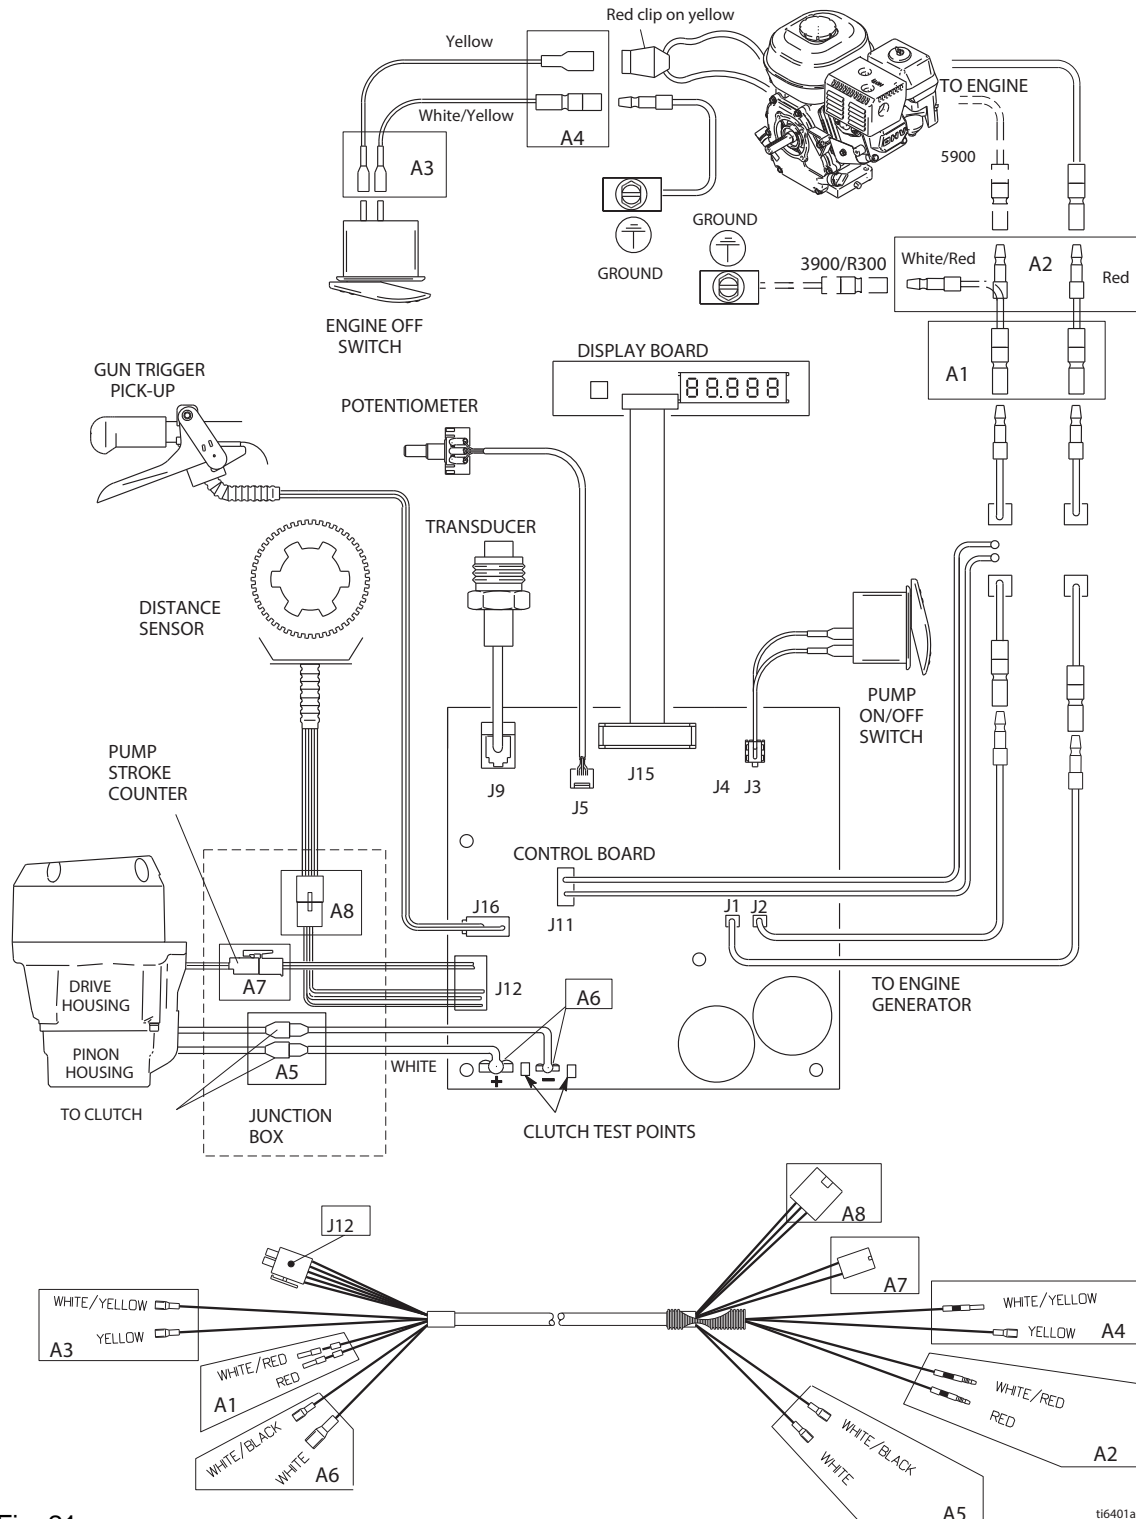 Red clip on yellow
Yellow
White/Yellow
A4
A3
TO ENGINE
5900
GROUND
GROUND
3900/R300
White/Red
A2
Red
ENGINE OFF
SWITCH
A1
DISPLAY BOARD
88.888
GUN TRIGGER
PICK-UP
POTENTIOMETER
TRANSDUCER
DISTANCE
SENSOR
PUMP
ON/OFF
SWITCH
PUMP
STROKE
COUNTER
J9
J5
J15
J4
J3
CONTROL BOARD
A8
J16
J11
J1
J2
A7
J12
A6
TO ENGINE
GENERATOR
DRIVE
HOUSING
PINON
HOUSING
A5
WHITE
+
–
TO CLUTCH
JUNCTION
BOX
CLUTCH TEST POINTS
J12
A8
A7
WHITE/YELLOW
YELLOW
A3
WHITE/YELLOW
YELLOW
A4
WHITE/RED
RED
A1
WHITE/RED
RED
A2
WHITE/BLACK
WHITE
A6
WHITE/BLACK
WHITE
A5
ti6401a